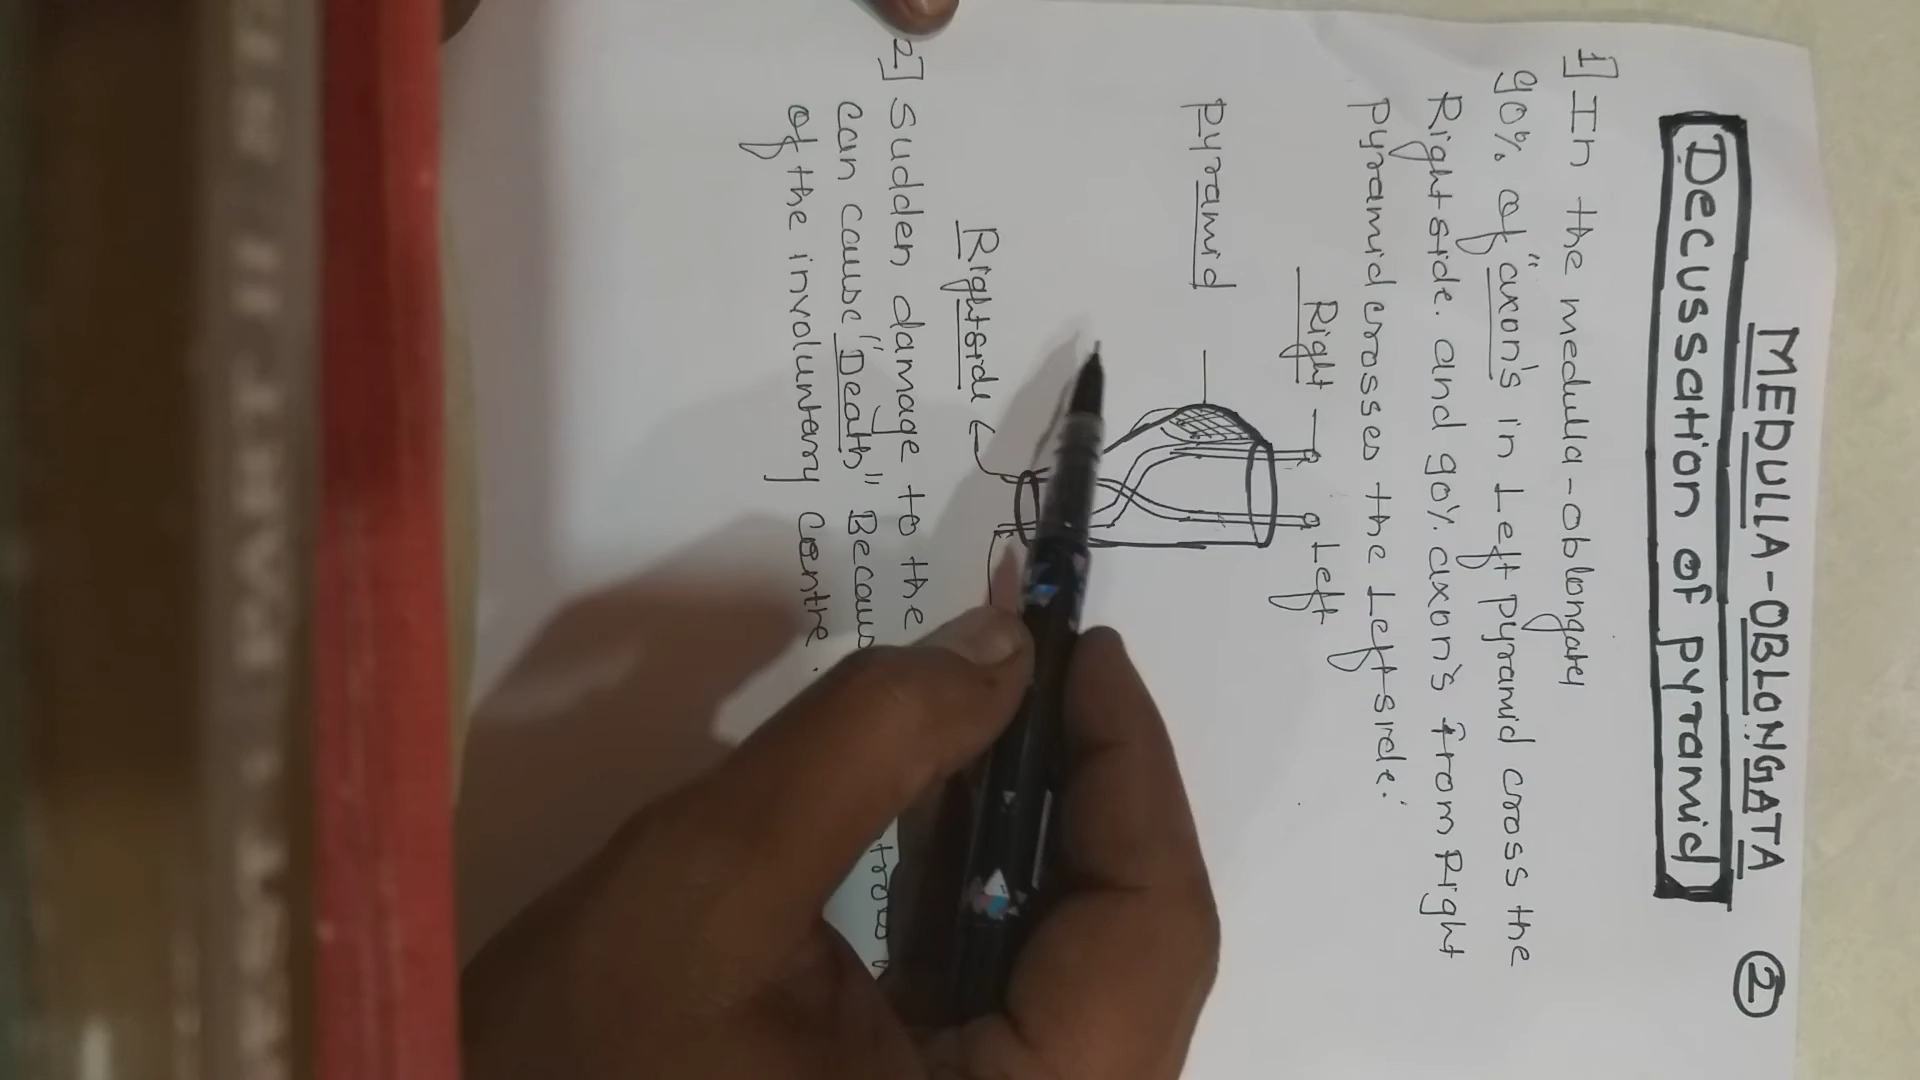 MEDULLA-OBLONGATA ②
Decussation of pyramid
1] In the medulla-oblongata
90% of "axon's in Left pyramid cross the
Right side. and 90% axon's from Right
pyramid crosses the Left side.
Right
Left
pyramid
Right side
2] Sudden damage to the
can cause "Death" Becaus
of the involuntary centre.